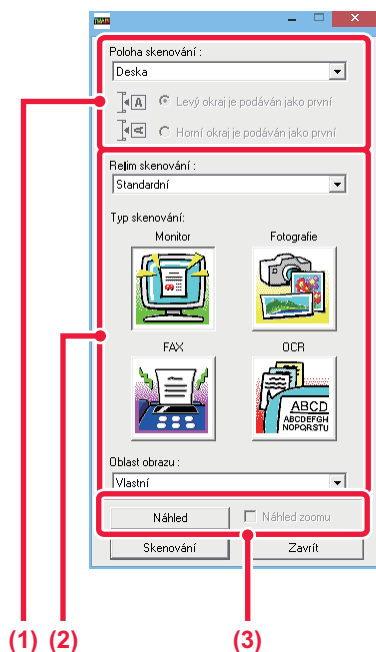 TWAIN
Poloha skenování :
Deska
A Levý okraj je podáván jako první
A Horní okraj je podáván jako první
Režim skenování :
Standardní
Typ skenování:
Monitor Fotografie
FAX OCR
ABCD
ABCDEFGH
NOPQRSTU
Oblast obrazu :
Vlastní
Náhled Náhled zoomu
Skenování Zavřít
(1) (2) (3)